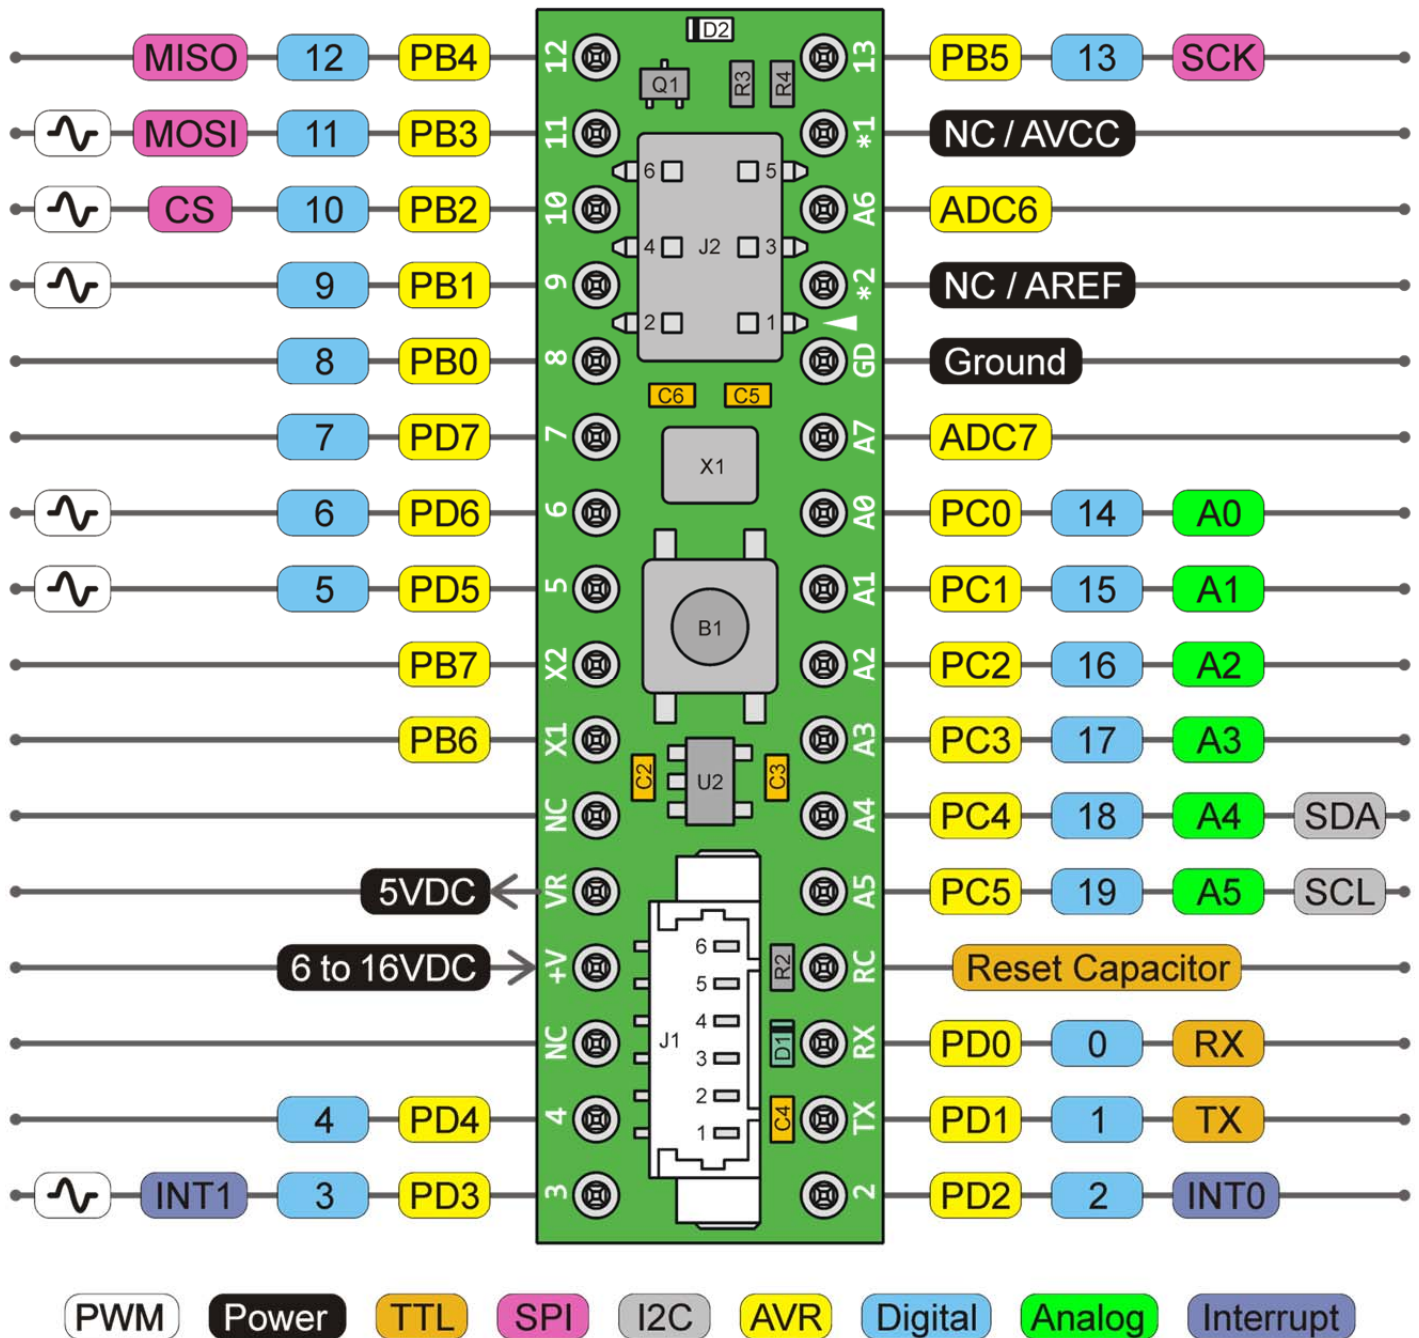 D2
MISO 12 PB4 12 Q1 R3 R4 13 PB5 13 SCK
MOSI 11 PB3 11 *1 NC / AVCC
6 5
CS 10 PB2 10 A6 ADC6
4 J2 3
9 PB1 9 *2 NC / AREF
2 1
8 PB0 8 GD Ground
C6 C5
7 PD7 7 X1 A7 ADC7
6 PD6 6 A0 PC0 14 A0
5 PD5 5 A1 PC1 15 A1
B1
PB7 X2 A2 PC2 16 A2
PB6 X1 A3 PC3 17 A3
C2 U2 C3
NC A4 PC4 18 A4 SDA
5VDC VR A5 PC5 19 A5 SCL
6
6 to 16VDC +V R2 RC Reset Capacitor
5
4
NC J1 D1 RX PD0 0 RX
3
2
4 PD4 4 C4 TX PD1 1 TX
1
INT1 3 PD3 3 2 PD2 2 INT0
PWM Power TTL SPI I2C AVR Digital Analog Interrupt